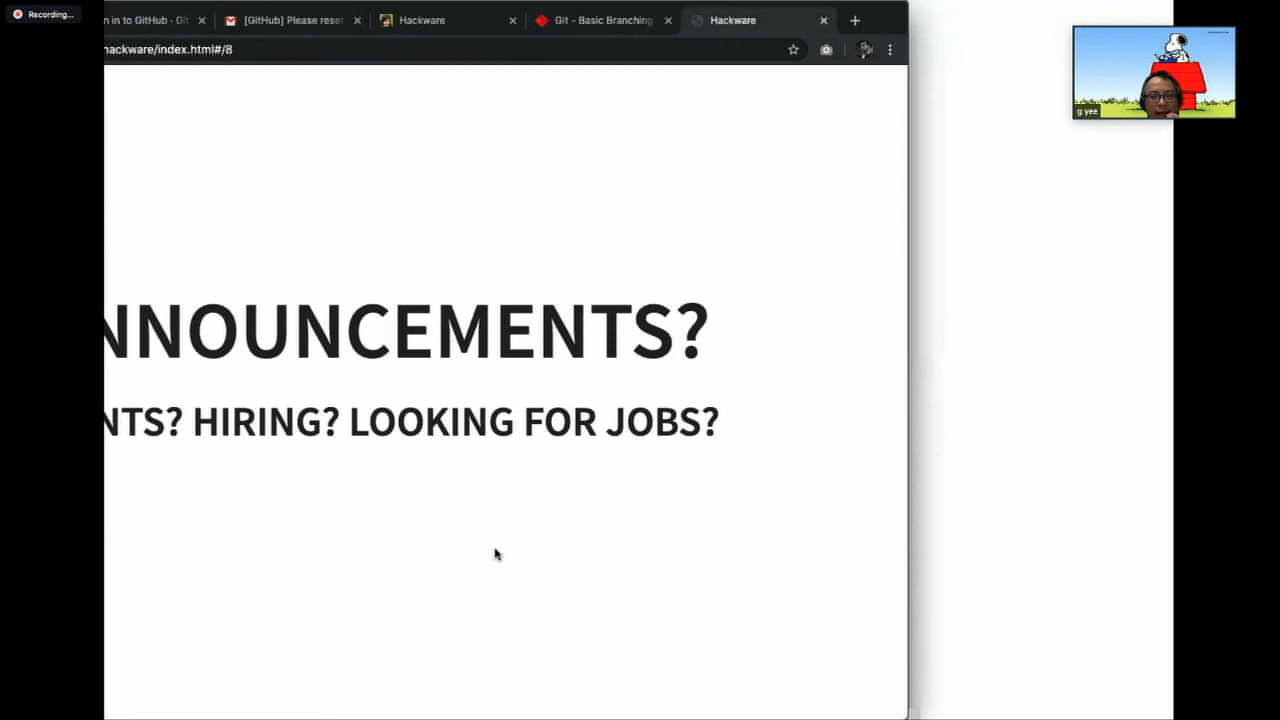 Recording...
n in to GitHub · Git
[GitHub] Please reset
Hackware
Git - Basic Branching
Hackware
hackware/index.html#/8
g yee
NNOUNCEMENTS?
NTS? HIRING? LOOKING FOR JOBS?